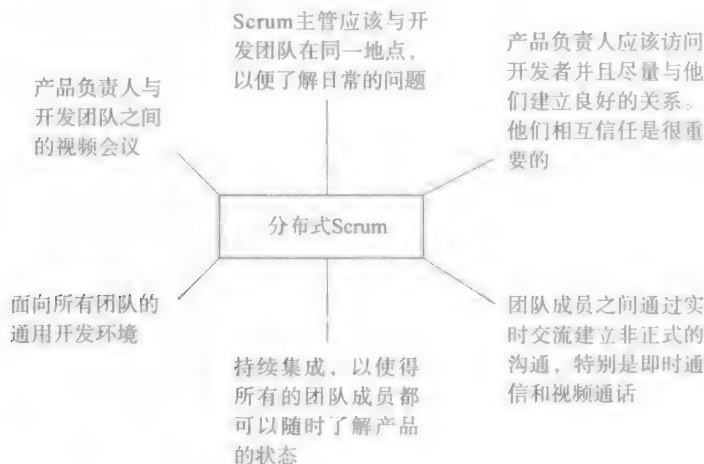 Scrum主管应该与开
发团队在同一地点，
以便了解日常的问题
产品负责人应该访问
开发者并且尽量与他
们建立良好的关系。
他们相互信任是很重
要的
产品负责人与
开发团队之间
的视频会议
分布式Scrum
面向所有团队的
通用开发环境
持续集成，以使得
所有的团队成员都
可以随时了解产品
的状态
团队成员之间通过实
时交流建立非正式的
沟通，特别是即时通
信和视频通话